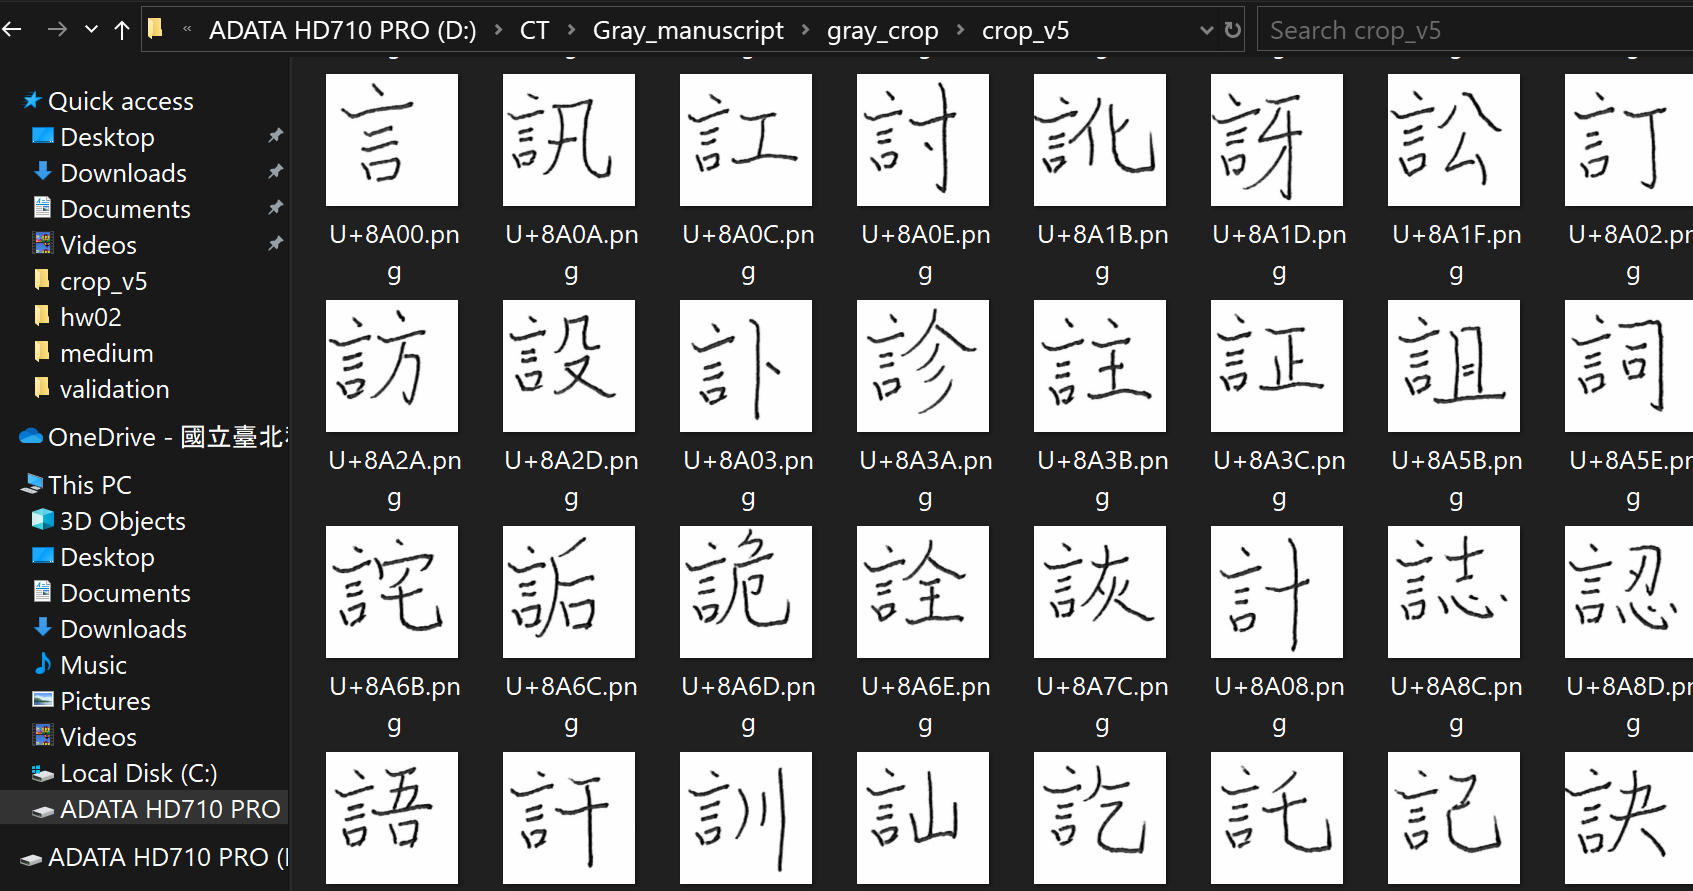 « ADATA HD710 PRO (D:) › CT › Gray_manuscript › gray_crop › crop_v5
Search crop_v5
Quick access
Desktop
Downloads
Documents
Videos
crop_v5
hw02
medium
validation
OneDrive - 國立臺北
This PC
3D Objects
Desktop
Documents
Downloads
Music
Pictures
Videos
Local Disk (C:)
ADATA HD710 PRO
ADATA HD710 PRO (
言 訊 訌 討 訛 訝 訟 訂
U+8A00.png U+8A0A.png U+8A0C.png U+8A0E.png U+8A1B.png U+8A1D.png U+8A1F.png U+8A02.png
訪 設 訃 診 註 証 詛 詞
U+8A2A.png U+8A2D.png U+8A03.png U+8A3A.png U+8A3B.png U+8A3C.png U+8A5B.png U+8A5E.png
詫 詬 詭 詮 詼 計 誌 認
U+8A6B.png U+8A6C.png U+8A6D.png U+8A6E.png U+8A7C.png U+8A08.png U+8A8C.png U+8A8D.png
語 訐 訓 訕 訖 託 記 訣